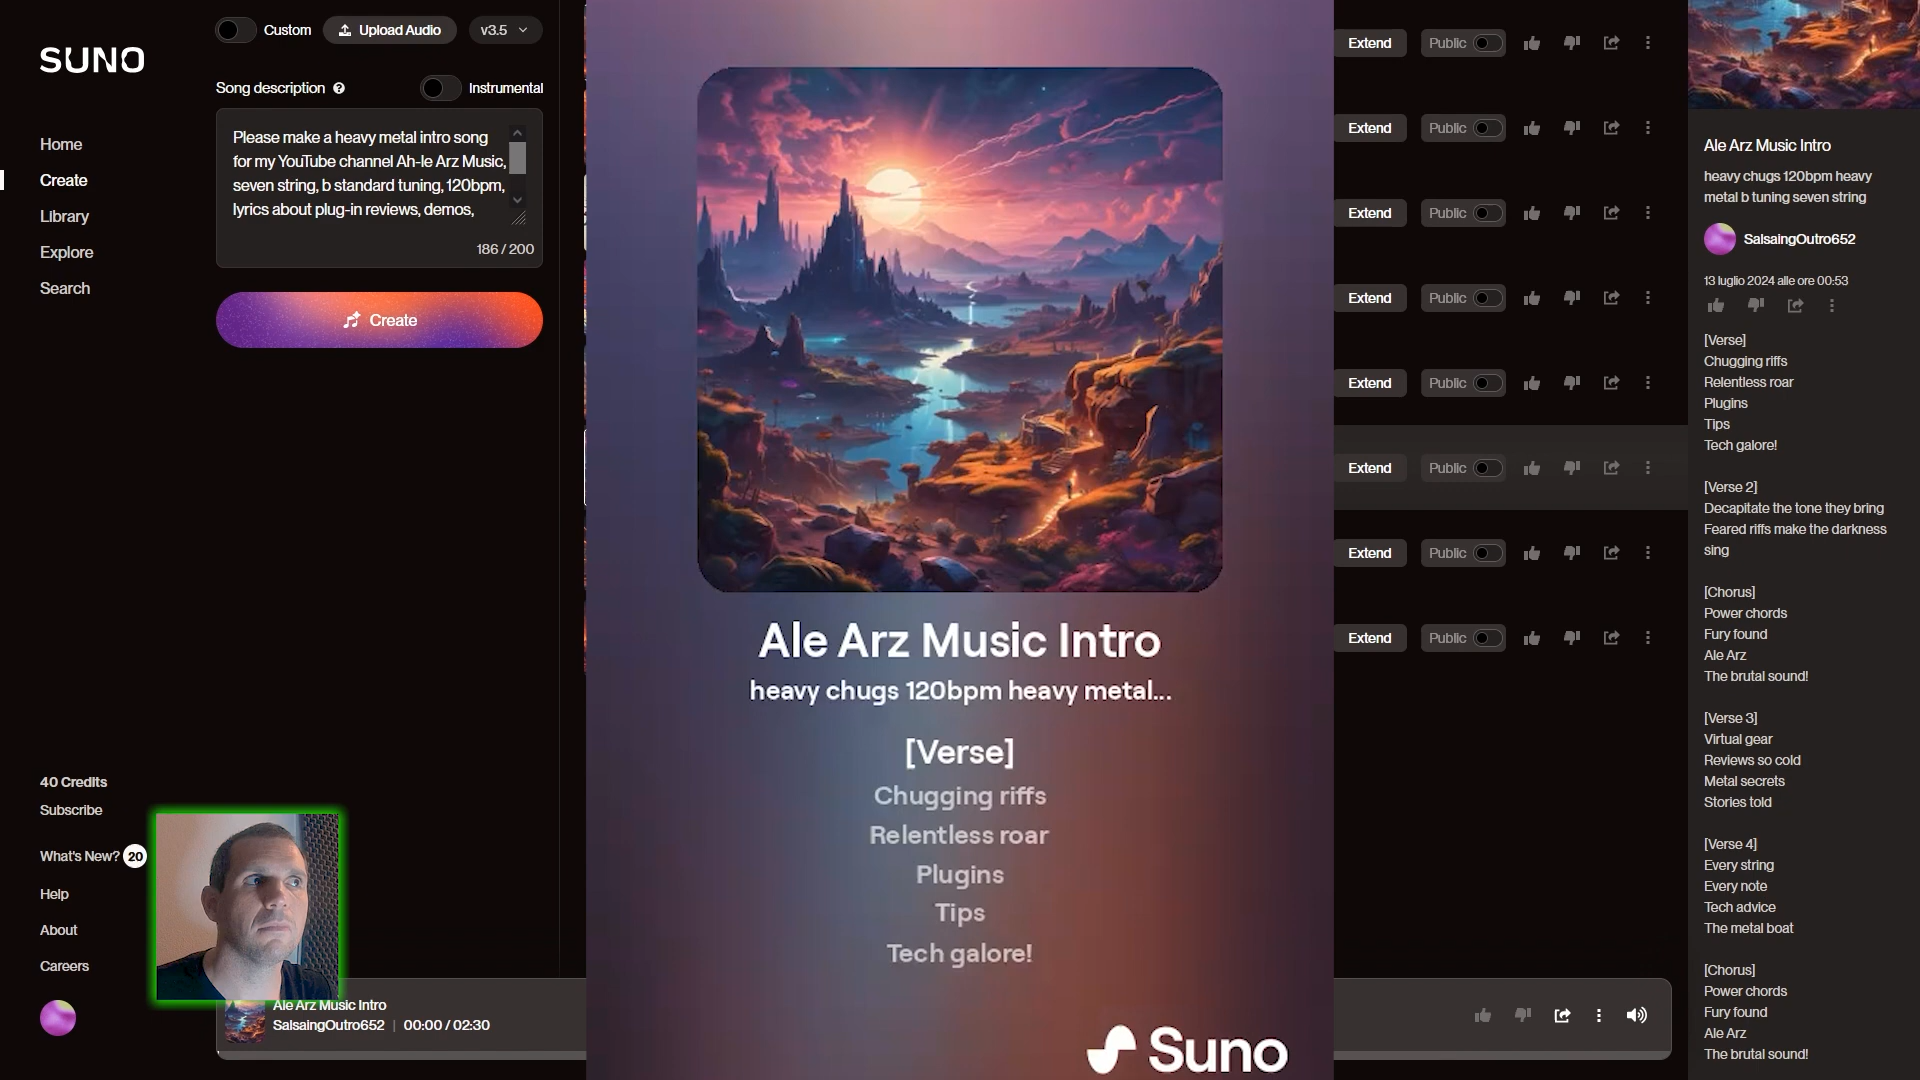 SUNO
Home
Create
Library
Explore
Search
40 Credits
Subscribe
What's New? 20
Help
About
Careers
Custom
Upload Audio
v3.5
Song description
Instrumental
Please make a heavy metal intro song
for my YouTube channel Ah-le Arz Music,
seven string, b standard tuning, 120bpm,
lyrics about plug-in reviews, demos,
186 / 200
Create
Ale Arz Music Intro
heavy chugs 120bpm heavy metal...
[Verse]
Chugging riffs
Relentless roar
Plugins
Tips
Tech galore!
Suno
Extend Public
Extend Public
Extend Public
Extend Public
Extend Public
Extend Public
Extend Public
Extend Public
Ale Arz Music Intro
heavy chugs 120bpm heavy
metal b tuning seven string
SalsaingOutro652
13 luglio 2024 alle ore 00:53
[Verse]
Chugging riffs
Relentless roar
Plugins
Tips
Tech galore!
[Verse 2]
Decapitate the tone they bring
Feared riffs make the darkness
sing
[Chorus]
Power chords
Fury found
Ale Arz
The brutal sound!
[Verse 3]
Virtual gear
Reviews so cold
Metal secrets
Stories told
[Verse 4]
Every string
Every note
Tech advice
The metal boat
[Chorus]
Power chords
Fury found
Ale Arz
The brutal sound!
Ale Arz Music Intro
SalsaingOutro652 | 00:00 / 02:30